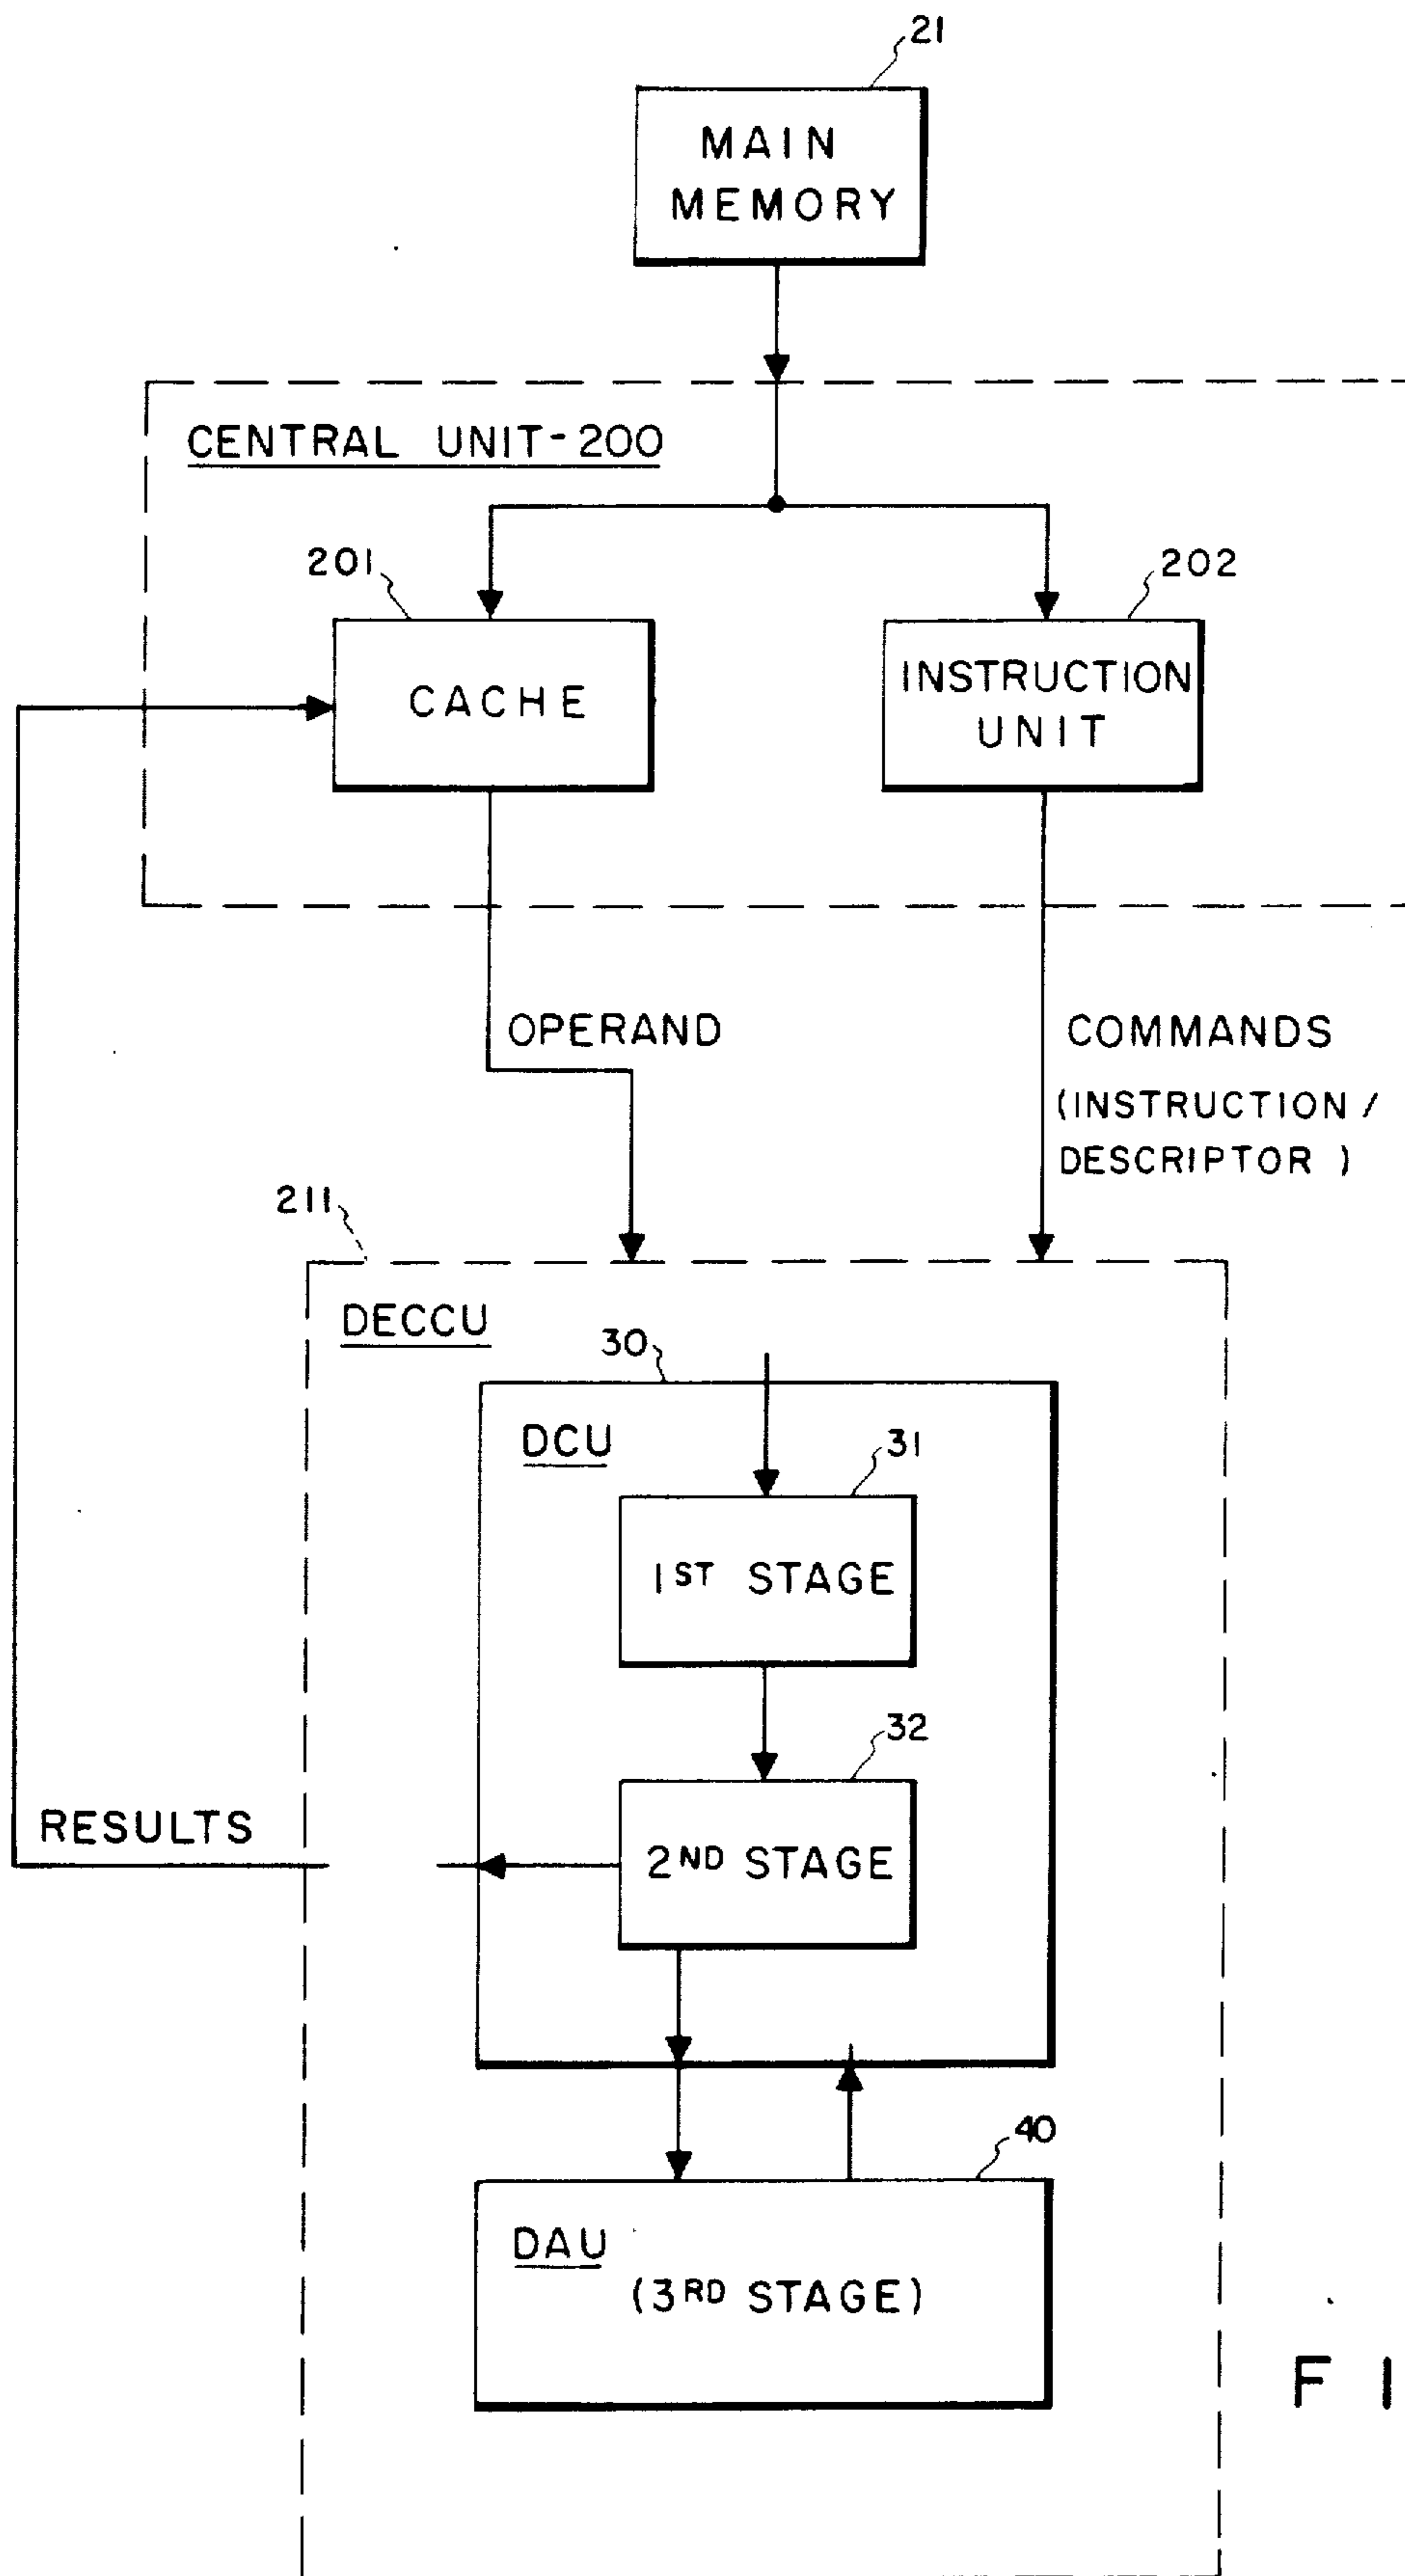 21
MAIN
MEMORY
CENTRAL UNIT-200
201
202
CACHE
INSTRUCTION
UNIT
OPERAND
COMMANDS
(INSTRUCTION /
DESCRIPTOR )
211
DECCU
30
DCU
31
1ST STAGE
32
2ND STAGE
RESULTS
40
DAU
(3RD STAGE)
F I